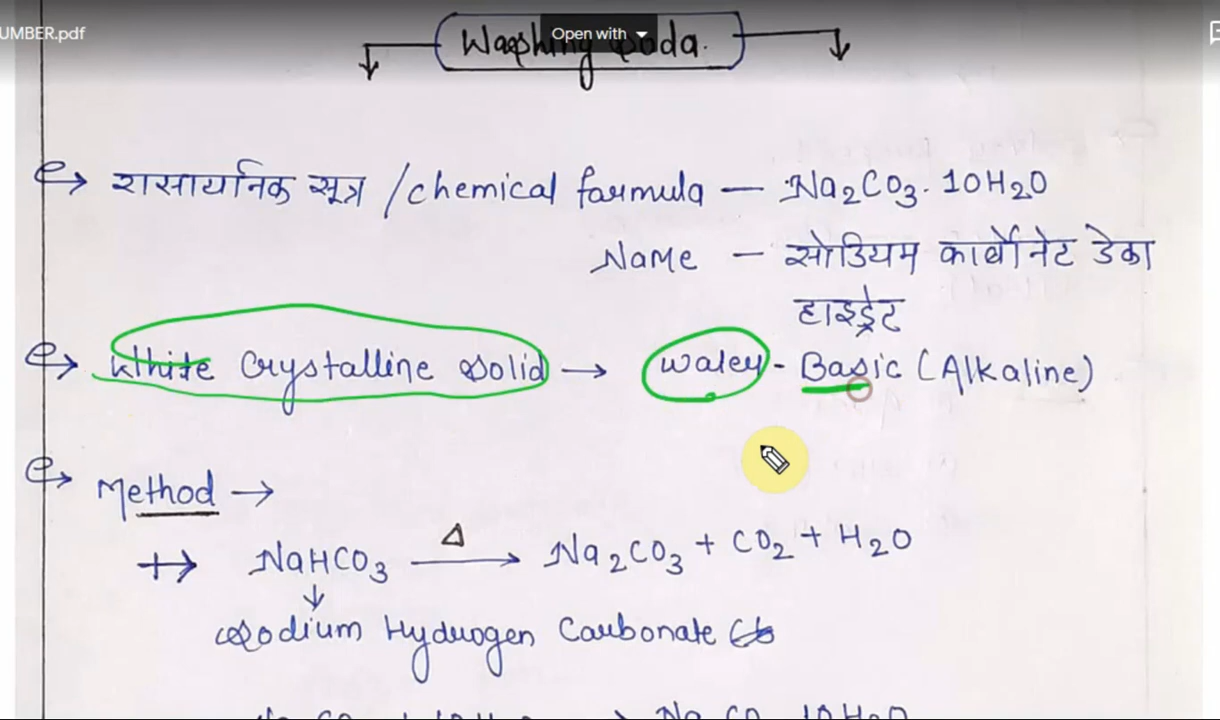 UMBER.pdf
Open with
Washing Soda.
रासायनिक सूत्र / chemical farmula — Na₂CO₃. 10H₂O
Name — सोडियम कार्बोनेट डेका
हाइड्रेट
White Crystalline Solid → water - Basic (Alkaline)
Method →
NaHCO₃ Δ→ Na₂CO₃ + CO₂ + H₂O
↓
Sodium Hydrogen Carbonate